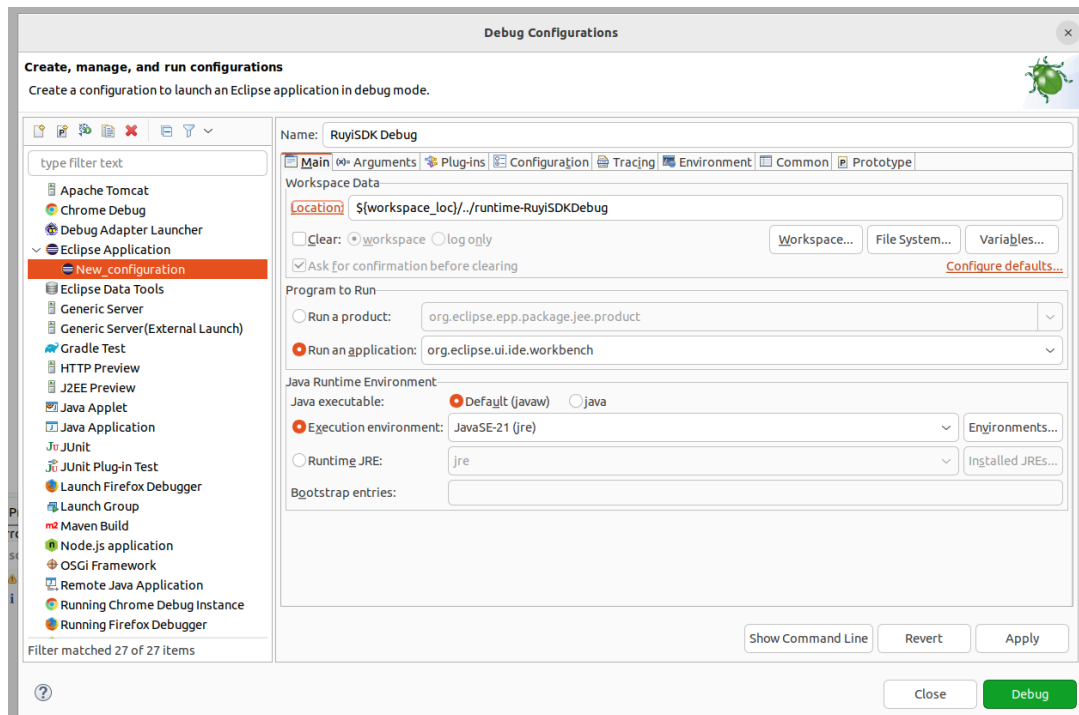 Debug Configurations
Create, manage, and run configurations
Create a configuration to launch an Eclipse application in debug mode.
type filter text
Apache Tomcat
Chrome Debug
Debug Adapter Launcher
Eclipse Application
New_configuration
Eclipse Data Tools
Generic Server
Generic Server(External Launch)
Gradle Test
HTTP Preview
J2EE Preview
Java Applet
Java Application
JUnit
JUnit Plug-in Test
Launch Firefox Debugger
Launch Group
Maven Build
Node.js application
OSGi Framework
Remote Java Application
Running Chrome Debug Instance
Running Firefox Debugger
Filter matched 27 of 27 items
Name: RuyiSDK Debug
Main Arguments Plug-ins Configuration Tracing Environment Common Prototype
Workspace Data
Location: ${workspace_loc}/../runtime-RuyiSDKDebug
Clear: workspace log only Workspace... File System... Variables...
Ask for confirmation before clearing Configure defaults...
Program to Run
Run a product: org.eclipse.epp.package.jee.product
Run an application: org.eclipse.ui.ide.workbench
Java Runtime Environment
Java executable: Default (javaw) java
Execution environment: JavaSE-21 (jre) Environments...
Runtime JRE: jre Installed JREs...
Bootstrap entries:
Show Command Line Revert Apply
Close Debug